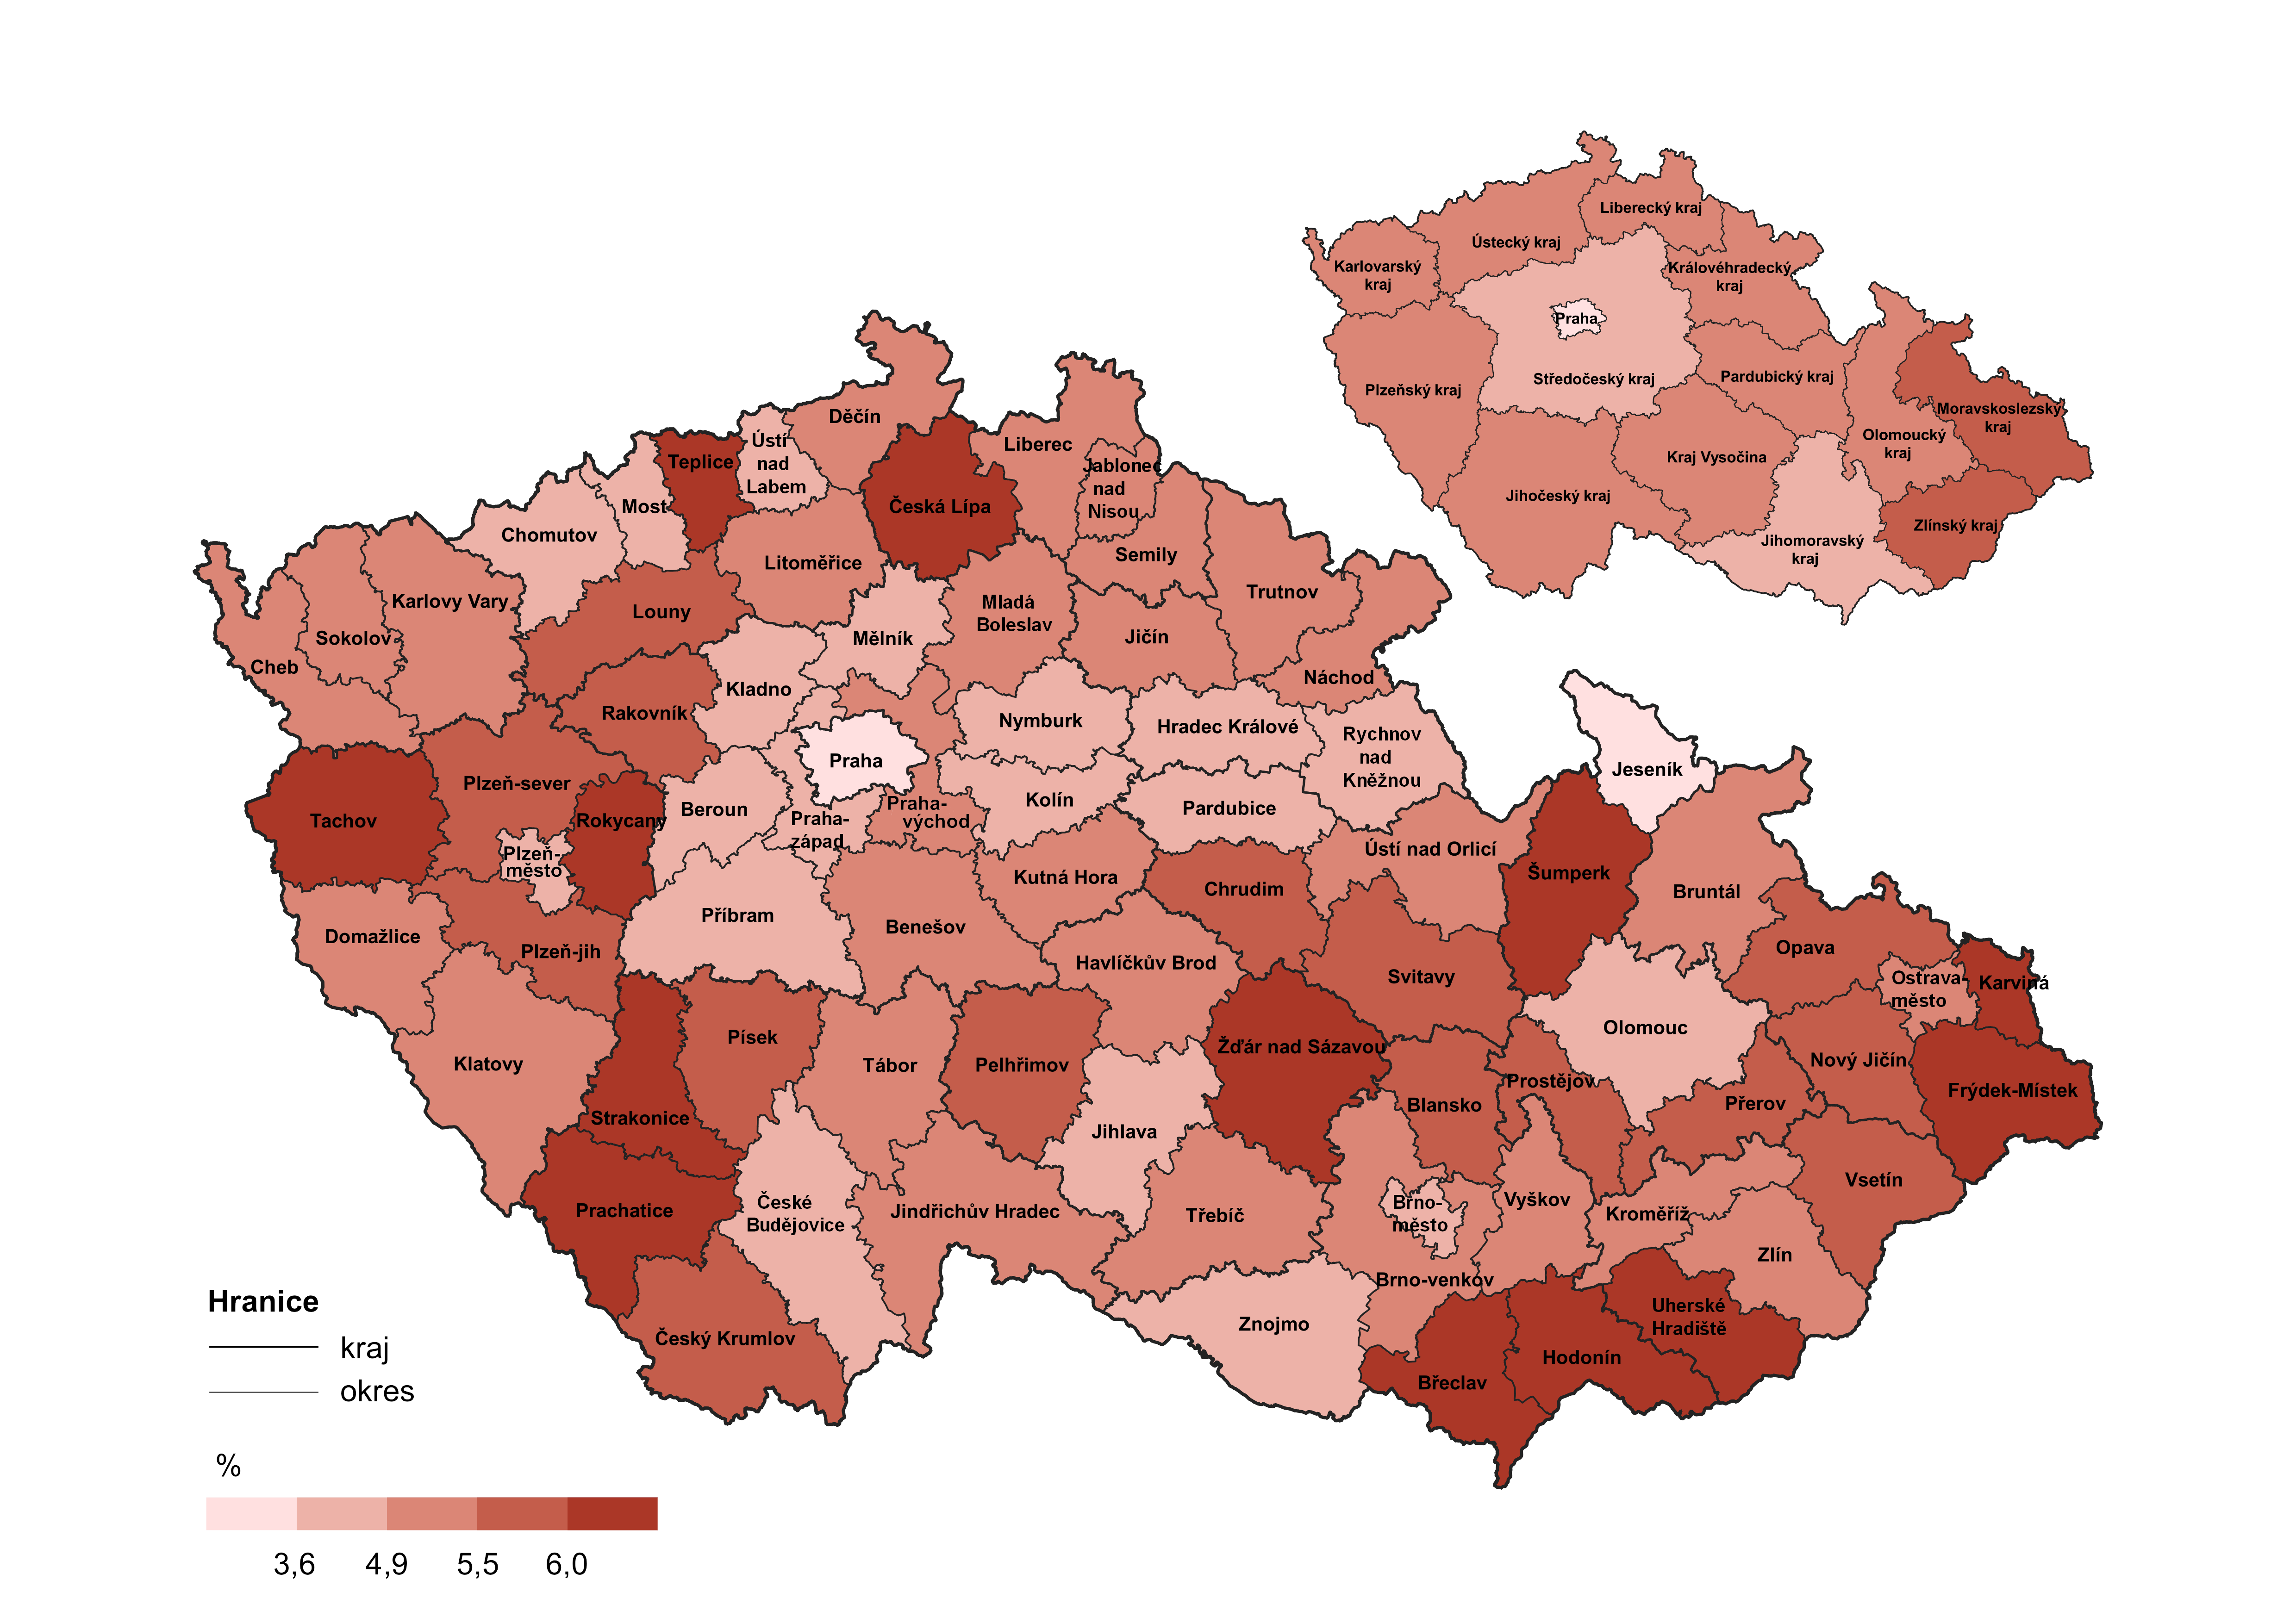 Liberecký kraj
Ústecký kraj
Karlovarský
kraj
Královéhradecký
kraj
Praha
Středočeský kraj
Pardubický kraj
Plzeňský kraj
Moravskoslezský
kraj
Olomoucký
kraj
Kraj Vysočina
Jihočeský kraj
Zlínský kraj
Jihomoravský
kraj
Děčín
Ústí
nad
Labem
Liberec
Teplice
Jablonec
nad
Nisou
Most
Česká Lípa
Chomutov
Semily
Litoměřice
Trutnov
Karlovy Vary
Louny
Mladá
Boleslav
Sokolov
Mělník
Jičín
Cheb
Náchod
Kladno
Rakovník
Nymburk
Hradec Králové
Rychnov
nad
Kněžnou
Praha
Jeseník
Plzeň-sever
Kolín
Praha-
východ
Pardubice
Beroun
Praha-
západ
Tachov
Rokycany
Plzeň-
město
Ústí nad Orlicí
Šumperk
Kutná Hora
Chrudim
Bruntál
Příbram
Benešov
Domažlice
Plzeň-jih
Opava
Havlíčkův Brod
Svitavy
Ostrava-
město
Karviná
Olomouc
Písek
Žďár nad Sázavou
Klatovy
Tábor
Pelhřimov
Nový Jičín
Prostějov
Frýdek-Místek
Blansko
Přerov
Strakonice
Jihlava
Vsetín
Vyškov
České
Budějovice
Prachatice
Jindřichův Hradec
Třebíč
Brno-
město
Kroměříž
Zlín
Brno-venkov
Uherské
Hradiště
Znojmo
Český Krumlov
Hodonín
Břeclav
Hranice
kraj
okres
%
3,6
4,9
5,5
6,0